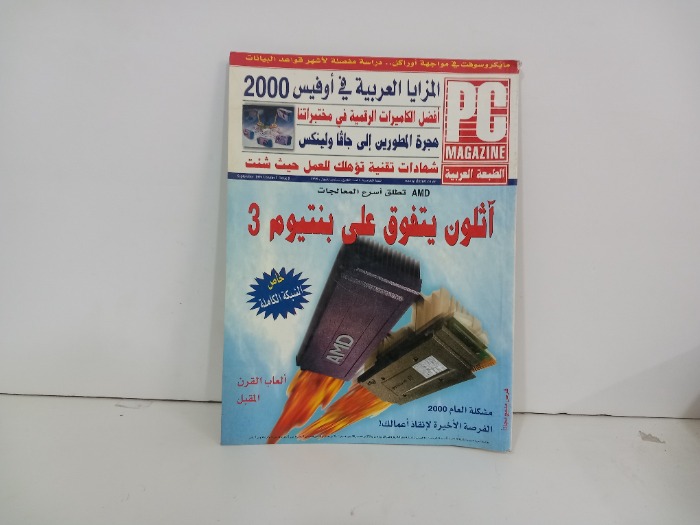 مايكروسوفت في مواجهة أوراكل.. دراسة مفصلة لأشهر قواعد البيانات
PC
MAGAZINE
الطبعة العربية
المزايا العربية في أوفيس 2000
أفضل الكاميرات الرقمية في مختبراتنا
هجرة المطورين إلى جافا ولينكس
شهادات تقنية تؤهلك للعمل حيث شئت
AMD تطلق أسرع المعالجات
أثلون يتفوق على بنتيوم 3
خاص
الشبكة الكاملة
AMD
ألعاب القرن
المقبل
مشكلة العام 2000
الفرصة الأخيرة لإنقاذ أعمالك!